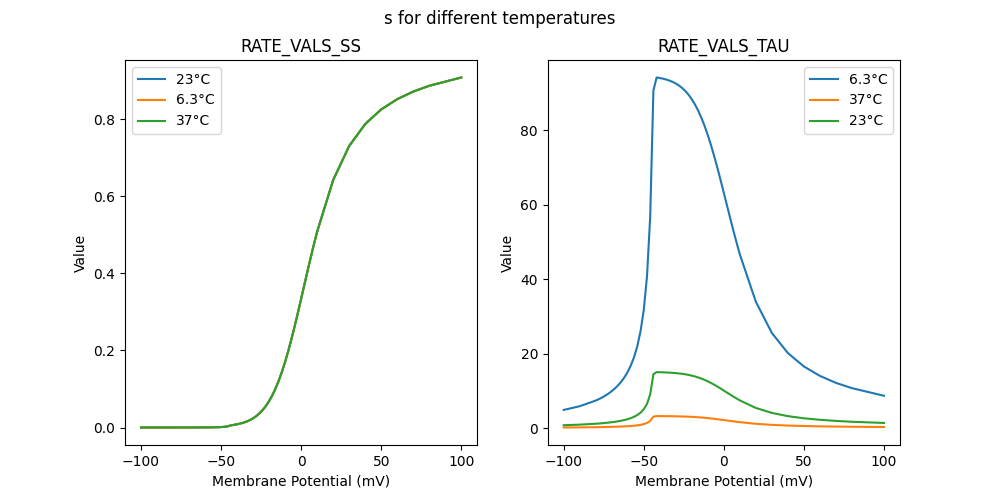 s for different temperatures
RATE_VALS_SS
23°C
6.3°C
37°C
0.8
0.6
0.4
0.2
0.0
Value
−100
−50
0
50
100
Membrane Potential (mV)
RATE_VALS_TAU
6.3°C
37°C
23°C
80
60
40
20
0
Value
−100
−50
0
50
100
Membrane Potential (mV)